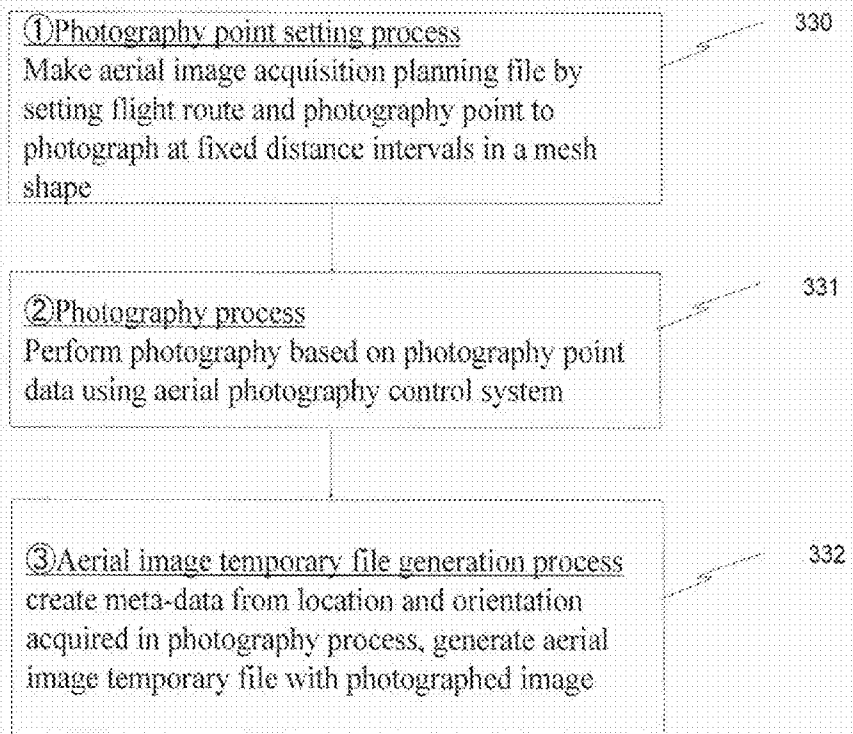 ①Photography point setting process
330
Make aerial image acquisition planning file by
setting flight route and photography point to
photograph at fixed distance intervals in a mesh
shape
②Photography process
331
Perform photography based on photography point
data using aerial photography control system
③Aerial image temporary file generation process
332
create meta-data from location and orientation
acquired in photography process, generate aerial
image temporary file with photographed image